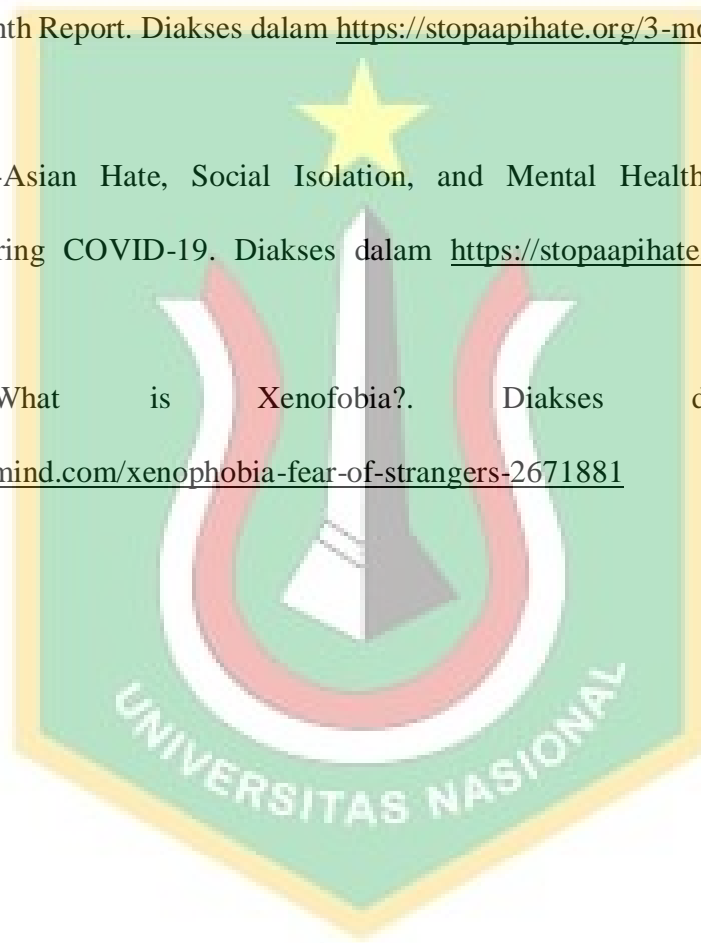 nth Report. Diakses dalam https://stopaapihate.org/3-mo
-Asian Hate, Social Isolation, and Mental Health
ring COVID-19. Diakses dalam https://stopaapihate.
What is Xenofobia?. Diakses d
mind.com/xenophobia-fear-of-strangers-2671881
UNIVERSITAS NASIONAL